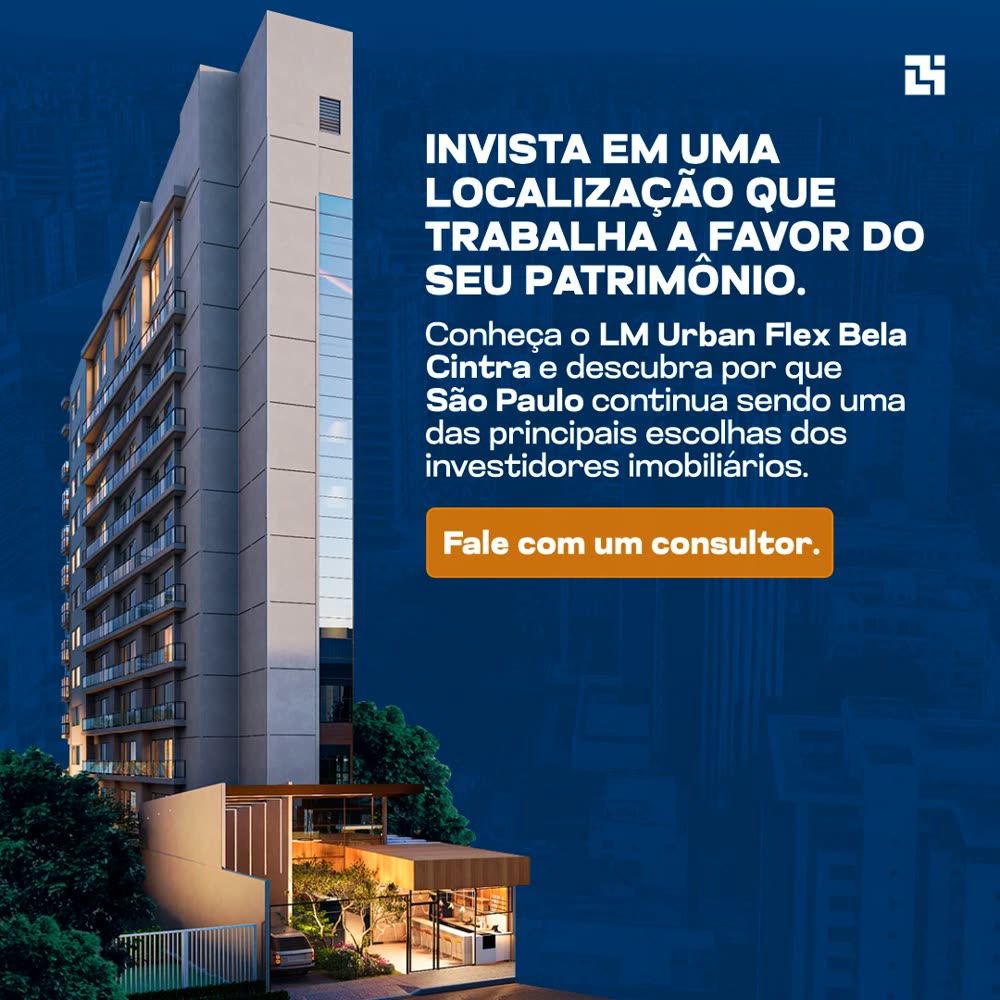 INVISTA EM UMA
LOCALIZAÇÃO QUE
TRABALHA A FAVOR DO
SEU PATRIMÔNIO.
Conheça o LM Urban Flex Bela
Cintra e descubra por que
São Paulo continua sendo uma
das principais escolhas dos
investidores imobiliários.
Fale com um consultor.